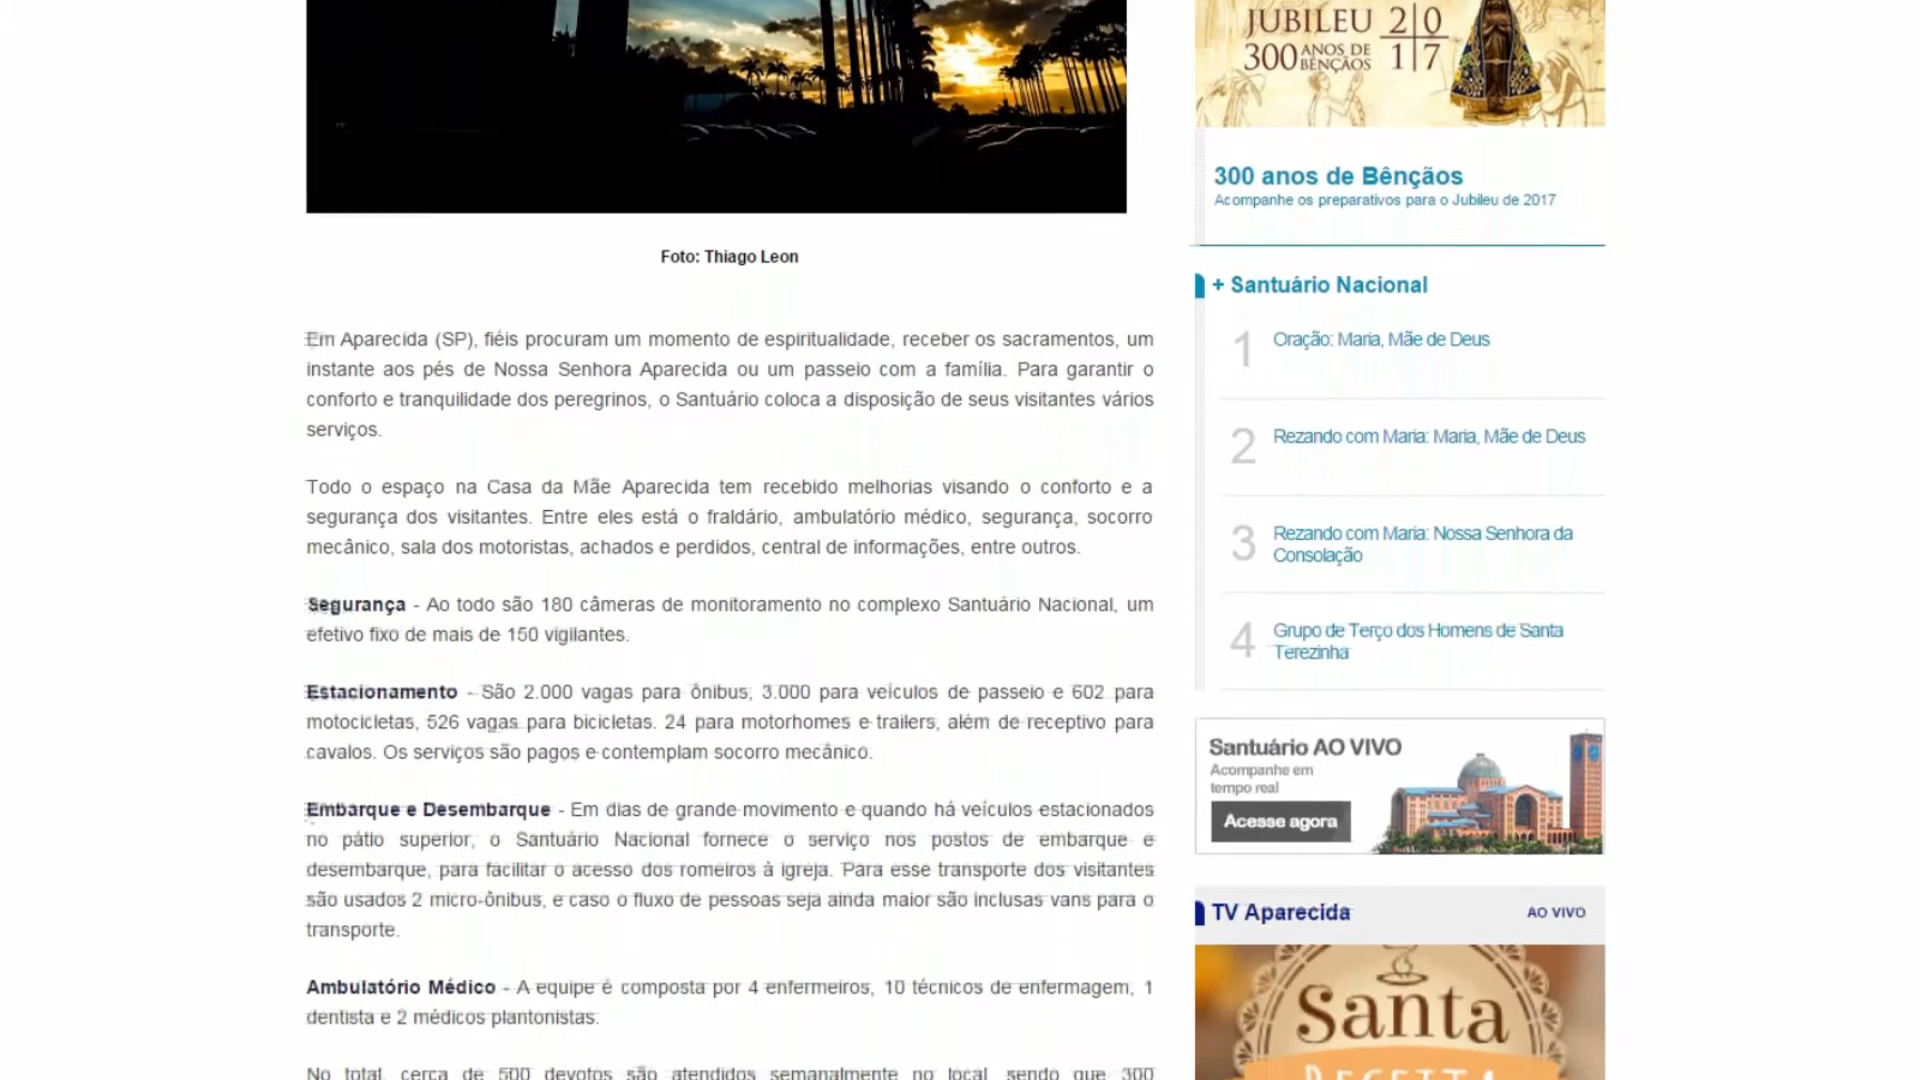 Foto: Thiago Leon
Em Aparecida (SP), fiéis procuram um momento de espiritualidade, receber os sacramentos, um
instante aos pés de Nossa Senhora Aparecida ou um passeio com a família. Para garantir o
conforto e tranquilidade dos peregrinos, o Santuário coloca a disposição de seus visitantes vários
serviços.
Todo o espaço na Casa da Mãe Aparecida tem recebido melhorias visando o conforto e a
segurança dos visitantes. Entre eles está o fraldário, ambulatório médico, segurança, socorro
mecânico, sala dos motoristas, achados e perdidos, central de informações, entre outros.
Segurança - Ao todo são 180 câmeras de monitoramento no complexo Santuário Nacional, um
efetivo fixo de mais de 150 vigilantes.
Estacionamento - São 2.000 vagas para ônibus, 3.000 para veículos de passeio e 602 para
motocicletas, 526 vagas para bicicletas. 24 para motorhomes e trailers, além de receptivo para
cavalos. Os serviços são pagos e contemplam socorro mecânico.
Embarque e Desembarque - Em dias de grande movimento e quando há veículos estacionados
no pátio superior, o Santuário Nacional fornece o serviço nos postos de embarque e
desembarque, para facilitar o acesso dos romeiros à igreja. Para esse transporte dos visitantes
são usados 2 micro-ônibus, e caso o fluxo de pessoas seja ainda maior são inclusas vans para o
transporte.
Ambulatório Médico - A equipe é composta por 4 enfermeiros, 10 técnicos de enfermagem, 1
dentista e 2 médicos plantonistas.
No total, cerca de 500 devotos são atendidos semanalmente no local, sendo que 300
JUBILEU 20
300 ANOS DE BÊNÇÃOS 17
300 anos de Bênçãos
Acompanhe os preparativos para o Jubileu de 2017
+ Santuário Nacional
1 Oração: Maria, Mãe de Deus
2 Rezando com Maria: Maria, Mãe de Deus
3 Rezando com Maria: Nossa Senhora da
Consolação
4 Grupo de Terço dos Homens de Santa
Terezinha
Santuário AO VIVO
Acompanhe em
tempo real
Acesse agora
TV Aparecida AO VIVO
Santa
RECEITA